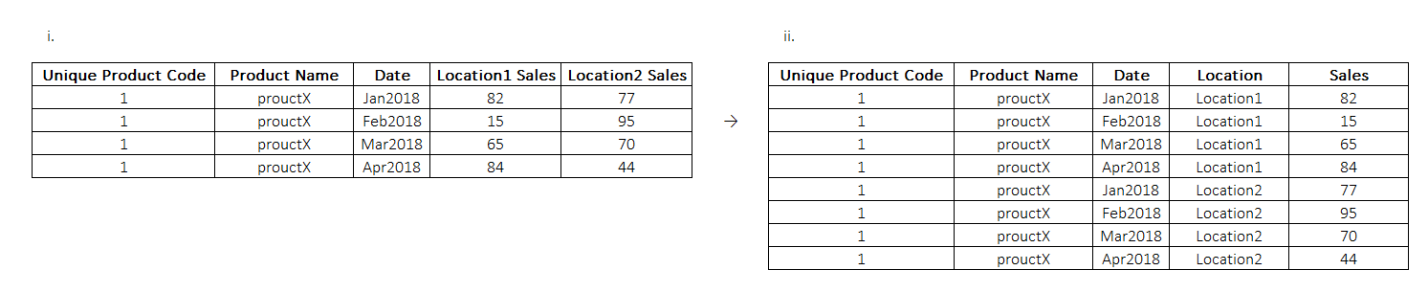 i.
Unique Product Code Product Name Date Location1 Sales Location2 Sales
1 prouctX Jan2018 82 77
1 prouctX Feb2018 15 95
1 prouctX Mar2018 65 70
1 prouctX Apr2018 84 44
→
ii.
Unique Product Code Product Name Date Location Sales
1 prouctX Jan2018 Location1 82
1 prouctX Feb2018 Location1 15
1 prouctX Mar2018 Location1 65
1 prouctX Apr2018 Location1 84
1 prouctX Jan2018 Location2 77
1 prouctX Feb2018 Location2 95
1 prouctX Mar2018 Location2 70
1 prouctX Apr2018 Location2 44